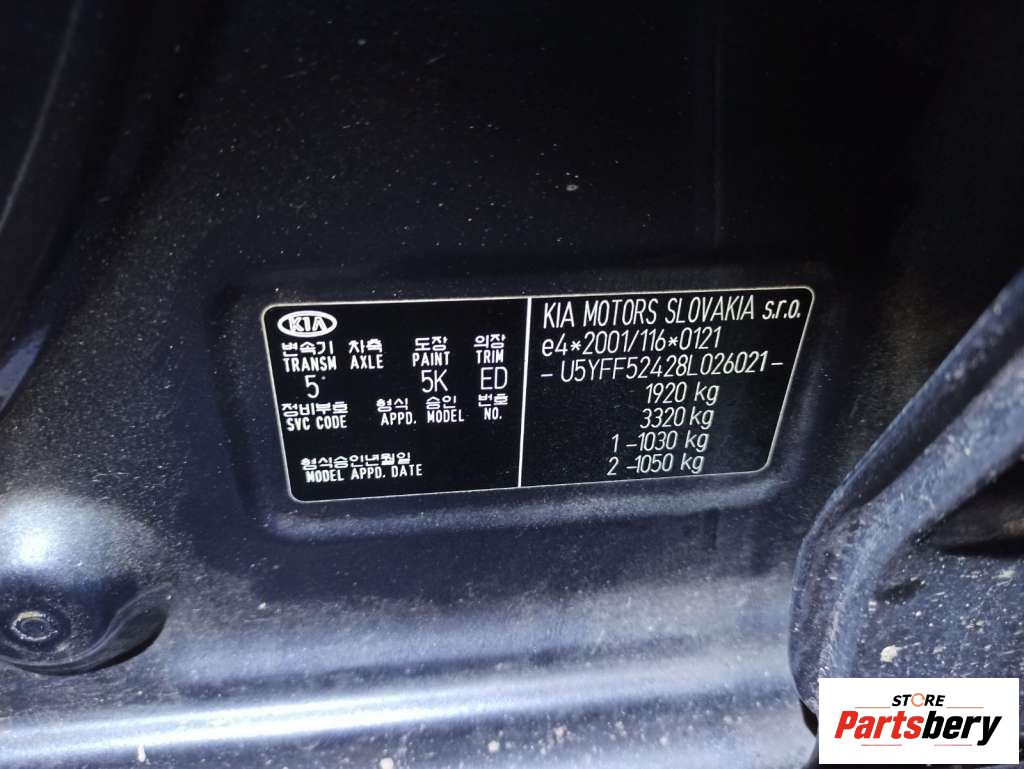 KIA
변속기 차축 도장 의장
TRANSM AXLE PAINT TRIM
5 5K ED
정비부호 형식 승인 번호
SVC CODE APPD. MODEL NO.
형식승인년월일
MODEL APPD. DATE
KIA MOTORS SLOVAKIA s.r.o.
e4*2001/116*0121
- U5YFF52428L026021 -
1920 kg
3320 kg
1 -1030 kg
2 -1050 kg
STORE
Partsbery